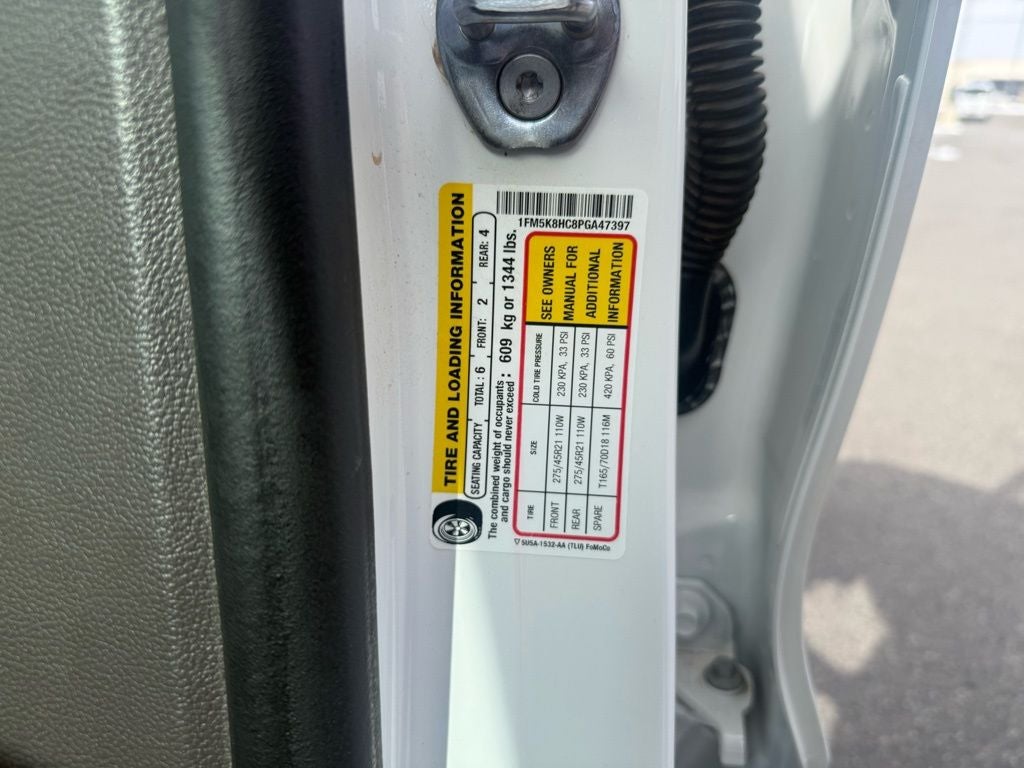 1FM5K8HC8PGA47397
TIRE AND LOADING INFORMATION
SEATING CAPACITY TOTAL : 6 FRONT: 2 REAR: 4
The combined weight of occupants
and cargo should never exceed : 609 kg or 1344 lbs.
TIRE SIZE COLD TIRE PRESSURE SEE OWNERS
FRONT 275/45R21 110W 230 KPA, 33 PSI MANUAL FOR
REAR 275/45R21 110W 230 KPA, 33 PSI ADDITIONAL
SPARE T165/70D18 116M 420 KPA, 60 PSI INFORMATION
5U5A-1532-AA (TLU) FoMoCo